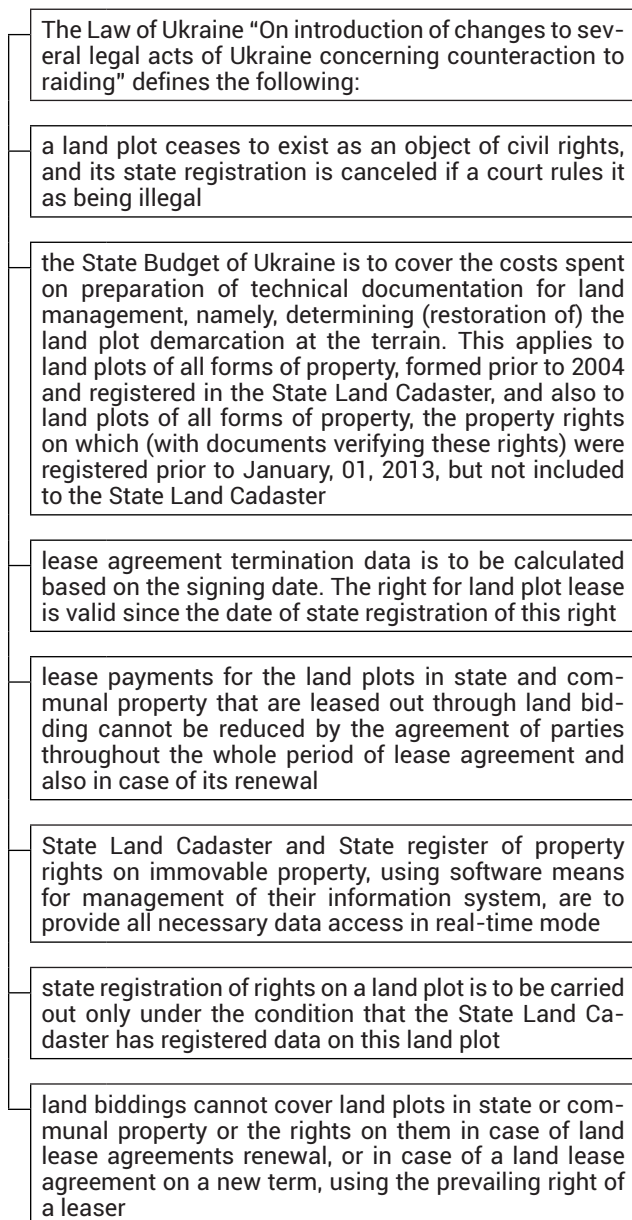 The Law of Ukraine “On introduction of changes to sev-
eral legal acts of Ukraine concerning counteraction to
raiding” defines the following:
a land plot ceases to exist as an object of civil rights,
and its state registration is canceled if a court rules it
as being illegal
the State Budget of Ukraine is to cover the costs spent
on preparation of technical documentation for land
management, namely, determining (restoration of) the
land plot demarcation at the terrain. This applies to
land plots of all forms of property, formed prior to 2004
and registered in the State Land Cadaster, and also to
land plots of all forms of property, the property rights
on which (with documents verifying these rights) were
registered prior to January, 01, 2013, but not included
to the State Land Cadaster
lease agreement termination data is to be calculated
based on the signing date. The right for land plot lease
is valid since the date of state registration of this right
lease payments for the land plots in state and com-
munal property that are leased out through land bid-
ding cannot be reduced by the agreement of parties
throughout the whole period of lease agreement and
also in case of its renewal
State Land Cadaster and State register of property
rights on immovable property, using software means
for management of their information system, are to
provide all necessary data access in real-time mode
state registration of rights on a land plot is to be carried
out only under the condition that the State Land Ca-
daster has registered data on this land plot
land biddings cannot cover land plots in state or com-
munal property or the rights on them in case of land
lease agreements renewal, or in case of a land lease
agreement on a new term, using the prevailing right of
a leaser